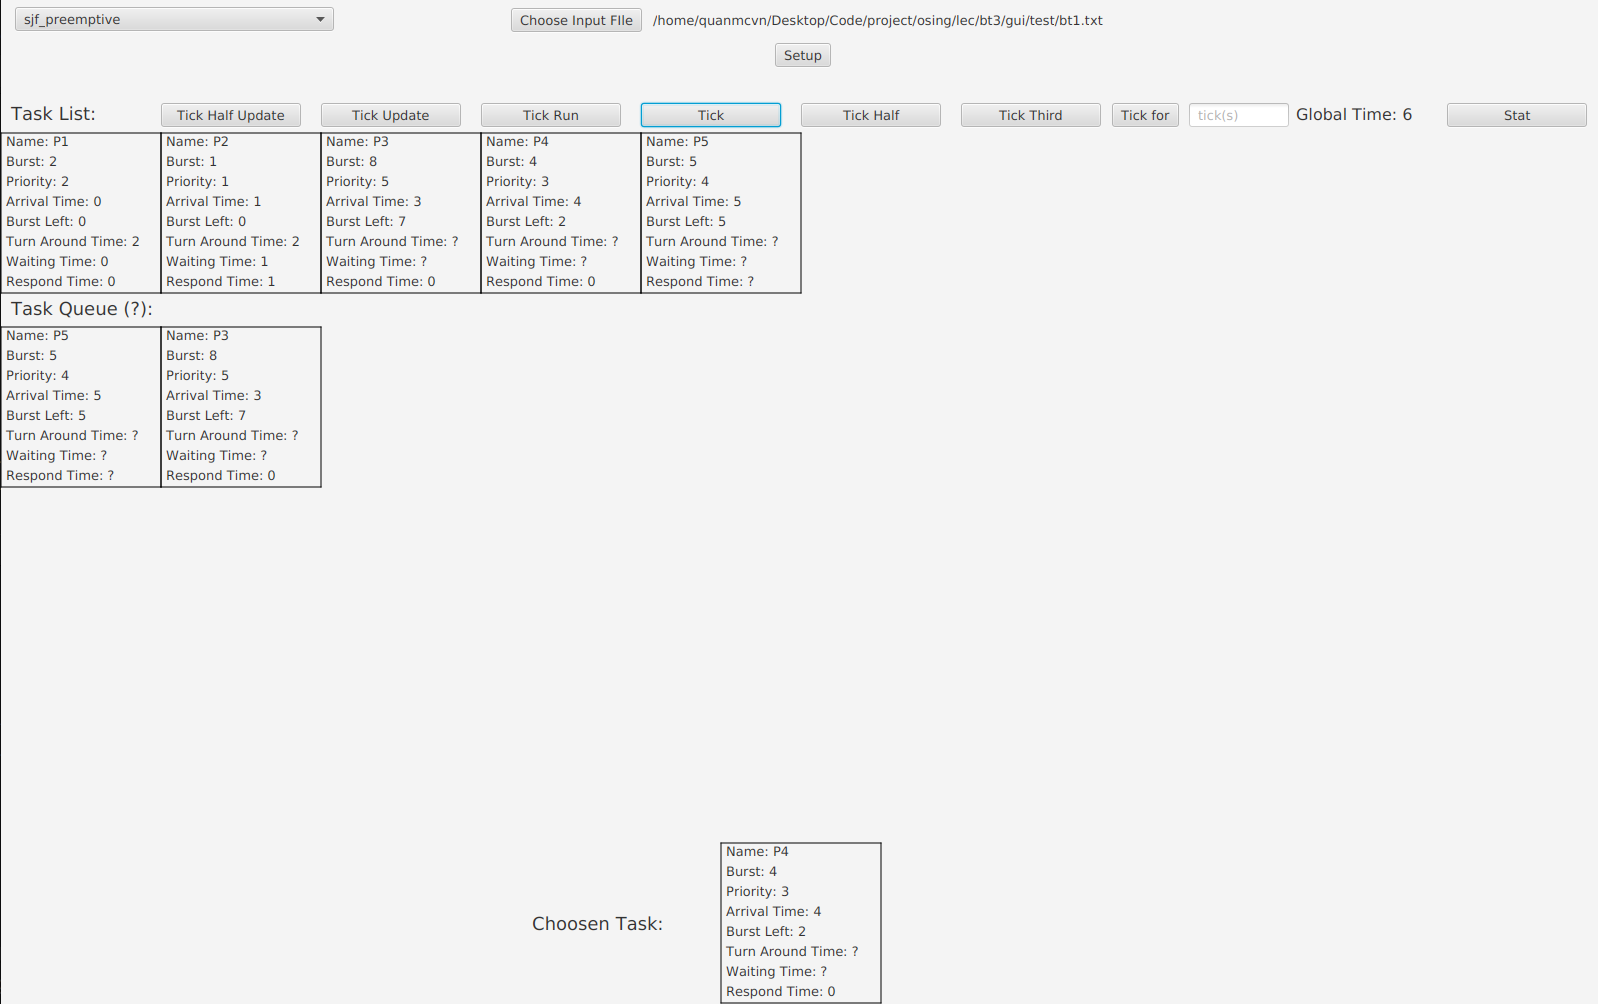 sjf_preemptive Choose Input FIle /home/quanmcvn/Desktop/Code/project/osing/lec/bt3/gui/test/bt1.txt
Setup
Task List: Tick Half Update Tick Update Tick Run Tick Tick Half Tick Third Tick for tick(s) Global Time: 6 Stat
Name: P1 Name: P2 Name: P3 Name: P4 Name: P5
Burst: 2 Burst: 1 Burst: 8 Burst: 4 Burst: 5
Priority: 2 Priority: 1 Priority: 5 Priority: 3 Priority: 4
Arrival Time: 0 Arrival Time: 1 Arrival Time: 3 Arrival Time: 4 Arrival Time: 5
Burst Left: 0 Burst Left: 0 Burst Left: 7 Burst Left: 2 Burst Left: 5
Turn Around Time: 2 Turn Around Time: 2 Turn Around Time: ? Turn Around Time: ? Turn Around Time: ?
Waiting Time: 0 Waiting Time: 1 Waiting Time: ? Waiting Time: ? Waiting Time: ?
Respond Time: 0 Respond Time: 1 Respond Time: 0 Respond Time: 0 Respond Time: ?
Task Queue (?):
Name: P5 Name: P3
Burst: 5 Burst: 8
Priority: 4 Priority: 5
Arrival Time: 5 Arrival Time: 3
Burst Left: 5 Burst Left: 7
Turn Around Time: ? Turn Around Time: ?
Waiting Time: ? Waiting Time: ?
Respond Time: ? Respond Time: 0
Choosen Task:
Name: P4
Burst: 4
Priority: 3
Arrival Time: 4
Burst Left: 2
Turn Around Time: ?
Waiting Time: ?
Respond Time: 0